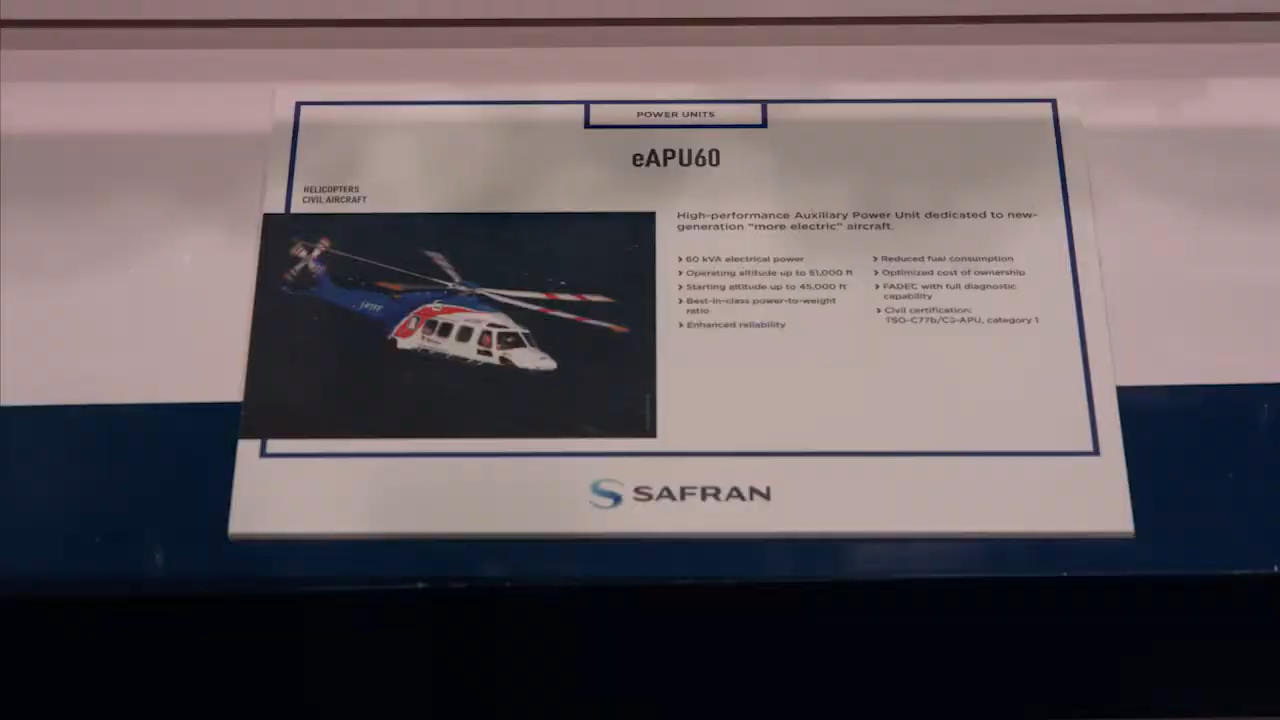 POWER UNITS
eAPU60
HELICOPTERS
CIVIL AIRCRAFT
High-performance Auxiliary Power Unit dedicated to new-
generation “more electric” aircraft.
› 60 kVA electrical power
› Operating altitude up to 51,000 ft
› Starting altitude up to 45,000 ft
› Best-in-class power-to-weight
ratio
› Enhanced reliability
› Reduced fuel consumption
› Optimized cost of ownership
› FADEC with full diagnostic
capability
› Civil certification:
TSO-C77b/CS-APU, category 1
SAFRAN